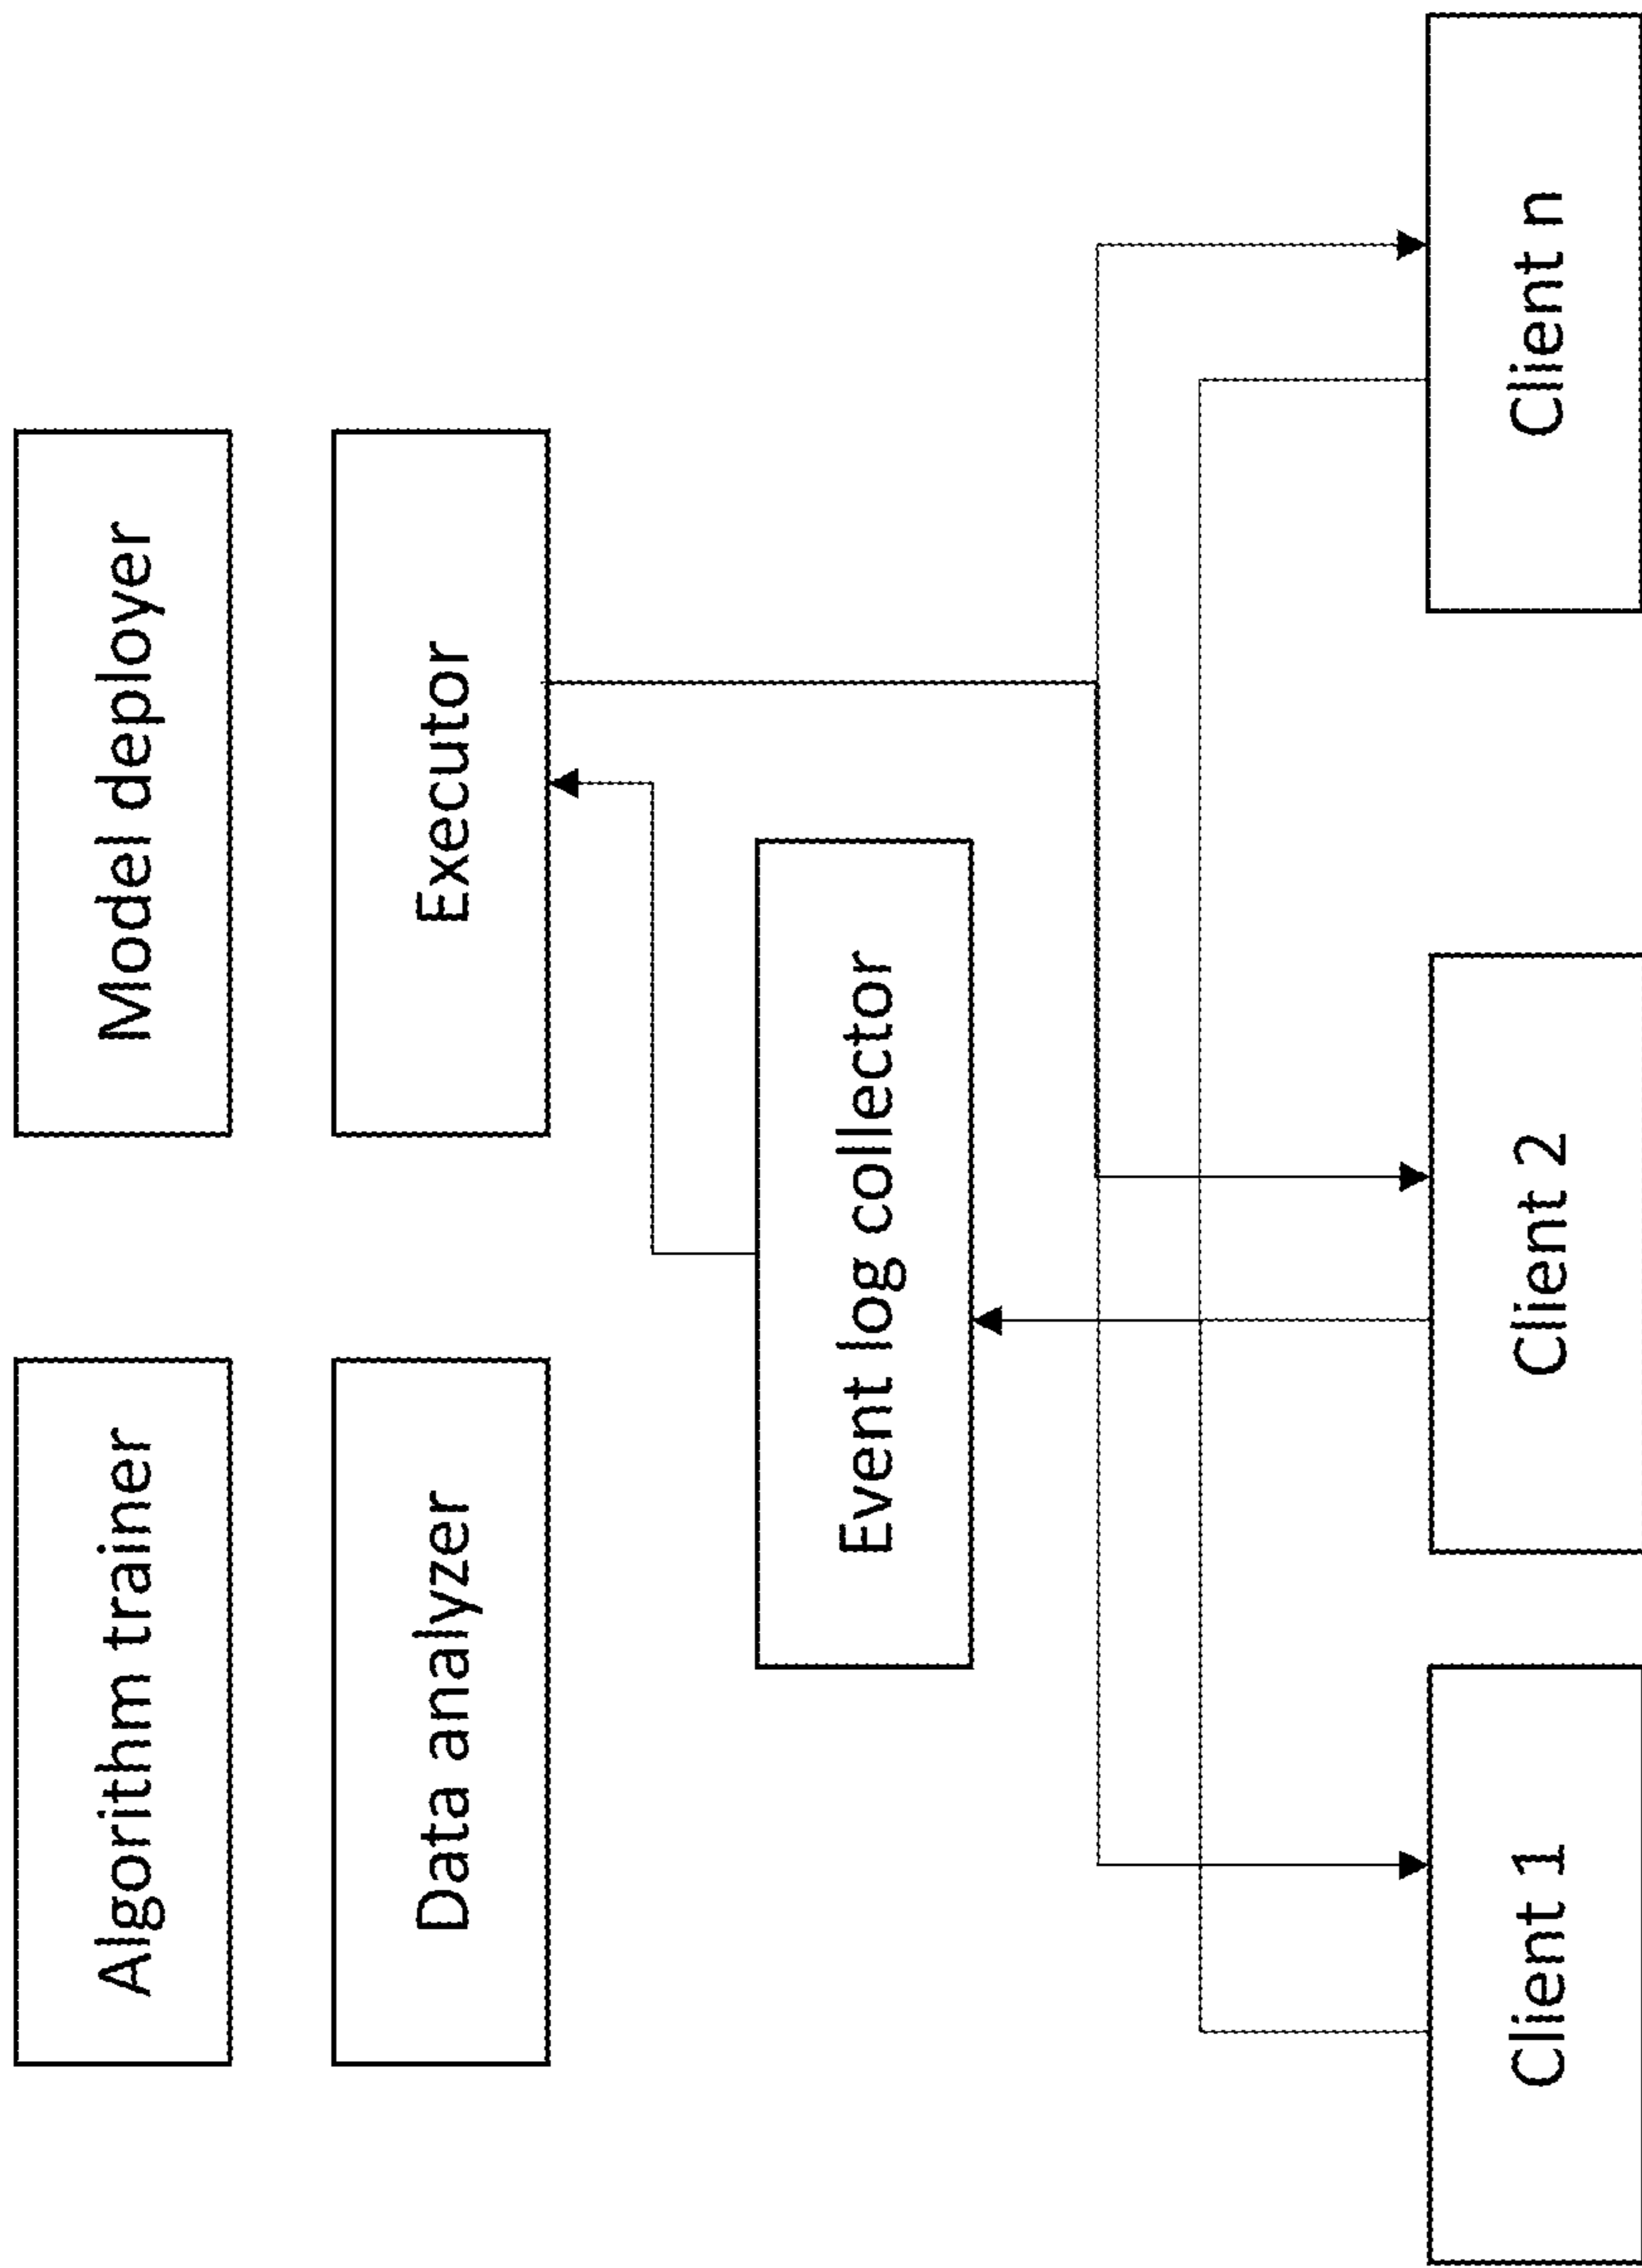 Algorithm trainer
Model deployer
Data analyzer
Executor
Event log collector
Client 1
Client 2
Client n